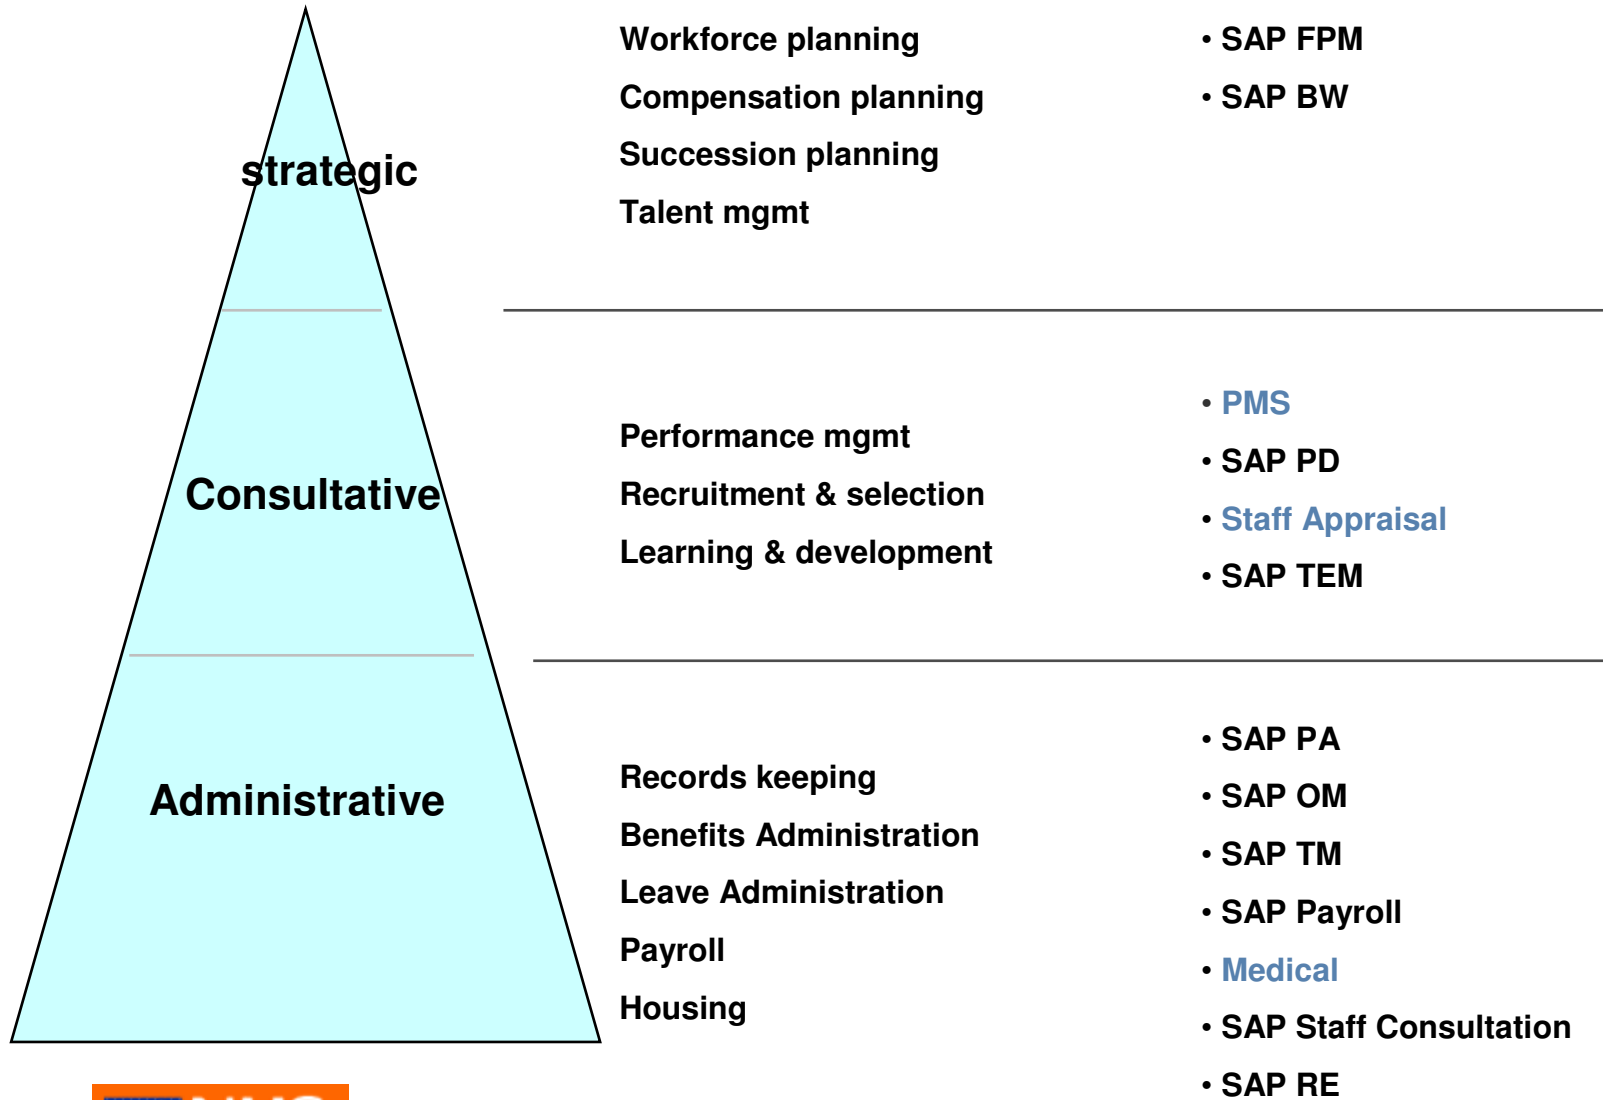 strategic
Workforce planning
Compensation planning
Succession planning
Talent mgmt
• SAP FPM
• SAP BW
Consultative
Performance mgmt
Recruitment & selection
Learning & development
• PMS
• SAP PD
• Staff Appraisal
• SAP TEM
Administrative
Records keeping
Benefits Administration
Leave Administration
Payroll
Housing
• SAP PA
• SAP OM
• SAP TM
• SAP Payroll
• Medical
• SAP Staff Consultation
• SAP RE